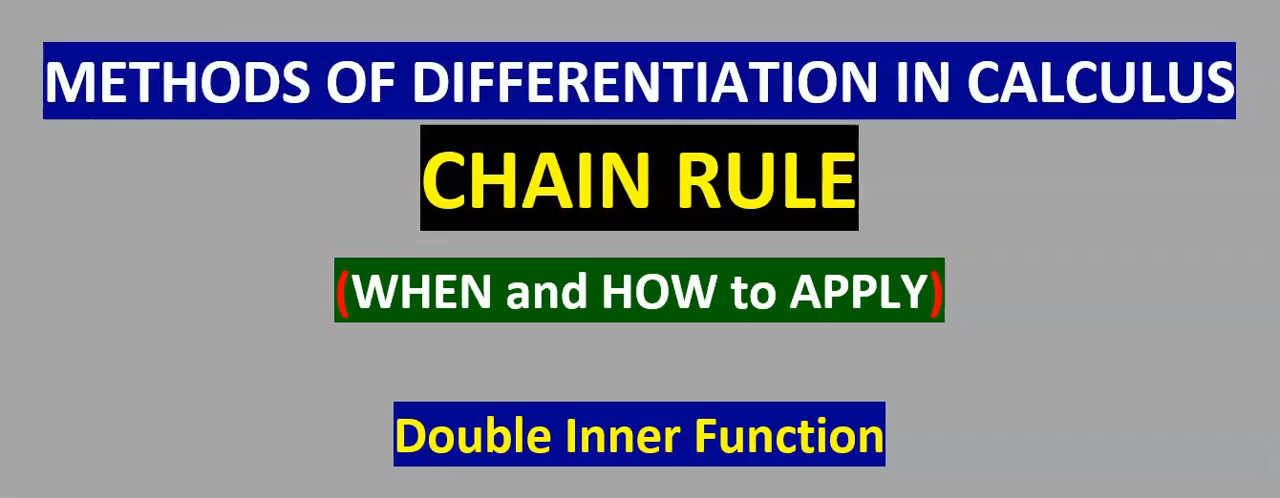 METHODS OF DIFFERENTIATION IN CALCULUS
CHAIN RULE
(WHEN and HOW to APPLY)
Double Inner Function